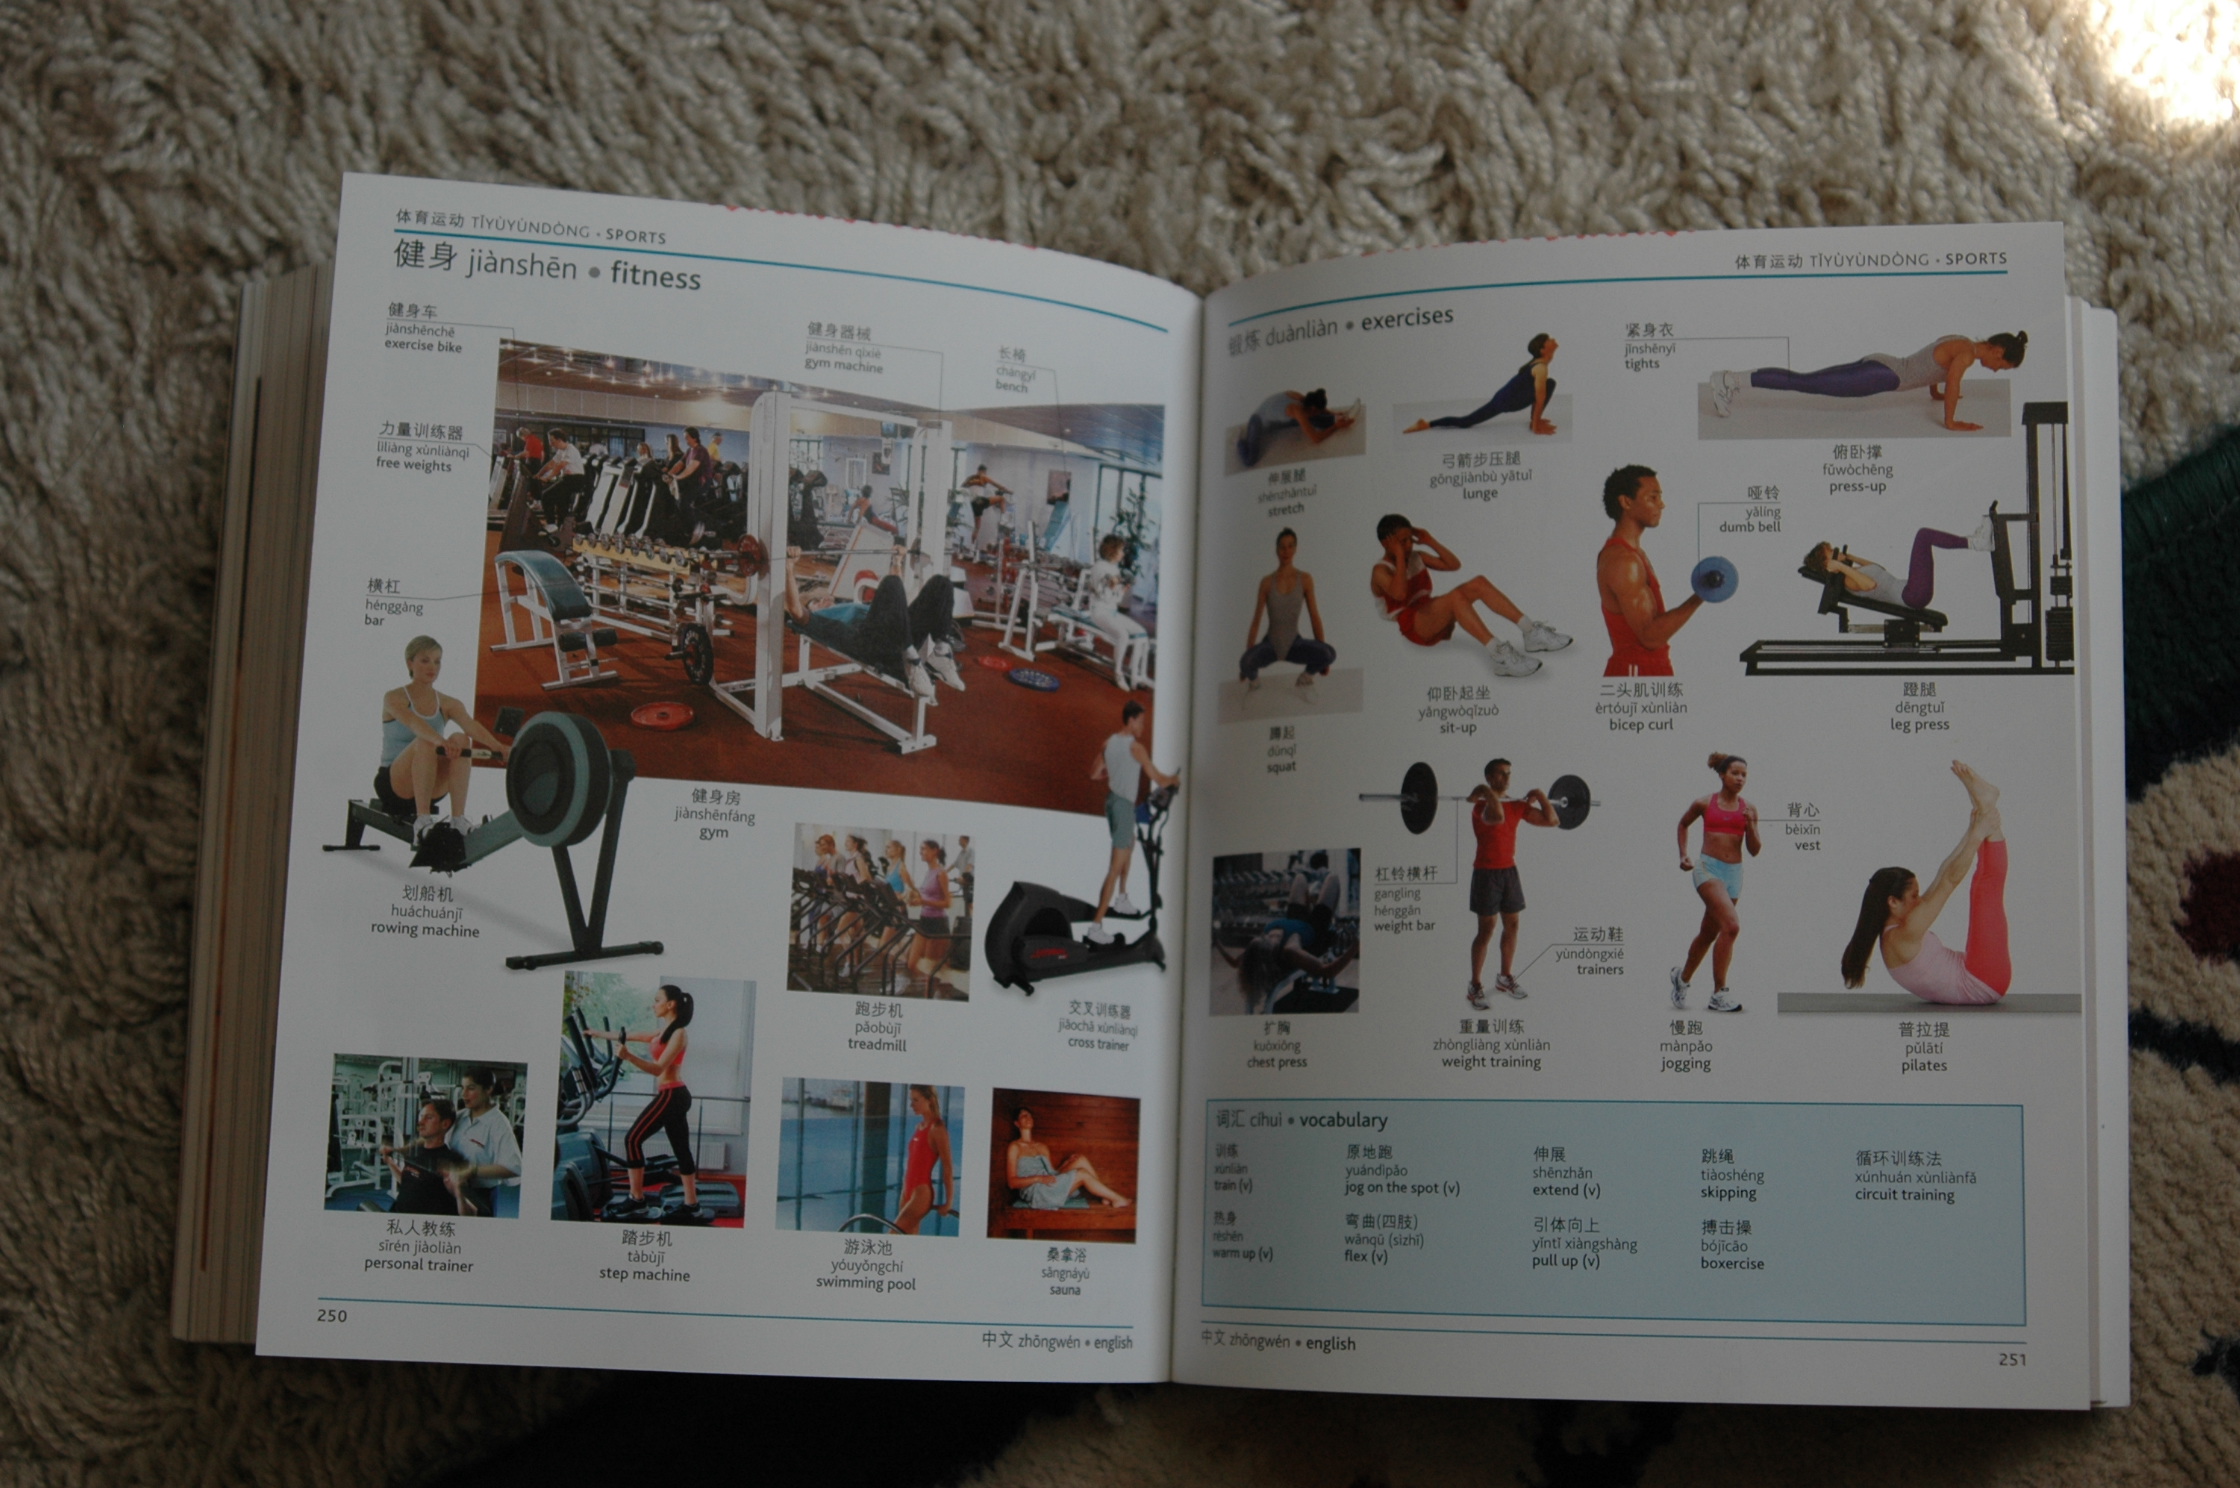 体育运动 TǏYÙYÙNDÒNG • SPORTS
健身 jiànshēn • fitness
健身车
jiànshēnchē
exercise bike
健身器械
jiànshēn qìxiè
gym machine
长椅
chángyǐ
bench
力量训练器
lìliàng xùnliànqì
free weights
横杠
hénggàng
bar
健身房
jiànshēnfáng
gym
划船机
huáchuánjī
rowing machine
跑步机
pǎobùjī
treadmill
交叉训练器
jiāochā xùnliànqì
cross trainer
私人教练
sīrén jiàoliàn
personal trainer
踏步机
tàbùjī
step machine
游泳池
yóuyǒngchí
swimming pool
桑拿浴
sāngnáyù
sauna
250
中文 zhōngwén • english
体育运动 TǏYÙYÙNDÒNG • SPORTS
锻炼 duànliàn • exercises
伸展腿
shēnzhǎntuǐ
stretch
弓箭步压腿
gōngjiànbù yātuǐ
lunge
紧身衣
jǐnshēnyī
tights
俯卧撑
fǔwòchēng
press-up
蹲起
dūnqǐ
squat
仰卧起坐
yǎngwòqǐzuò
sit-up
二头肌训练
èrtóujī xùnliàn
bicep curl
哑铃
yǎlíng
dumb bell
蹬腿
dēngtuǐ
leg press
扩胸
kuòxiōng
chest press
杠铃横杆
gànglíng
hénggǎn
weight bar
重量训练
zhòngliàng xùnliàn
weight training
运动鞋
yùndòngxié
trainers
慢跑
mànpǎo
jogging
背心
bèixīn
vest
普拉提
pǔlātí
pilates
词汇 cíhuì • vocabulary
训练
xùnliàn
train (v)
原地跑
yuándìpǎo
jog on the spot (v)
伸展
shēnzhǎn
extend (v)
跳绳
tiàoshéng
skipping
循环训练法
xúnhuán xùnliànfǎ
circuit training
热身
rèshēn
warm up (v)
弯曲(四肢)
wānqū (sìzhī)
flex (v)
引体向上
yǐntǐ xiàngshàng
pull up (v)
搏击操
bójīcāo
boxercise
中文 zhōngwén • english
251